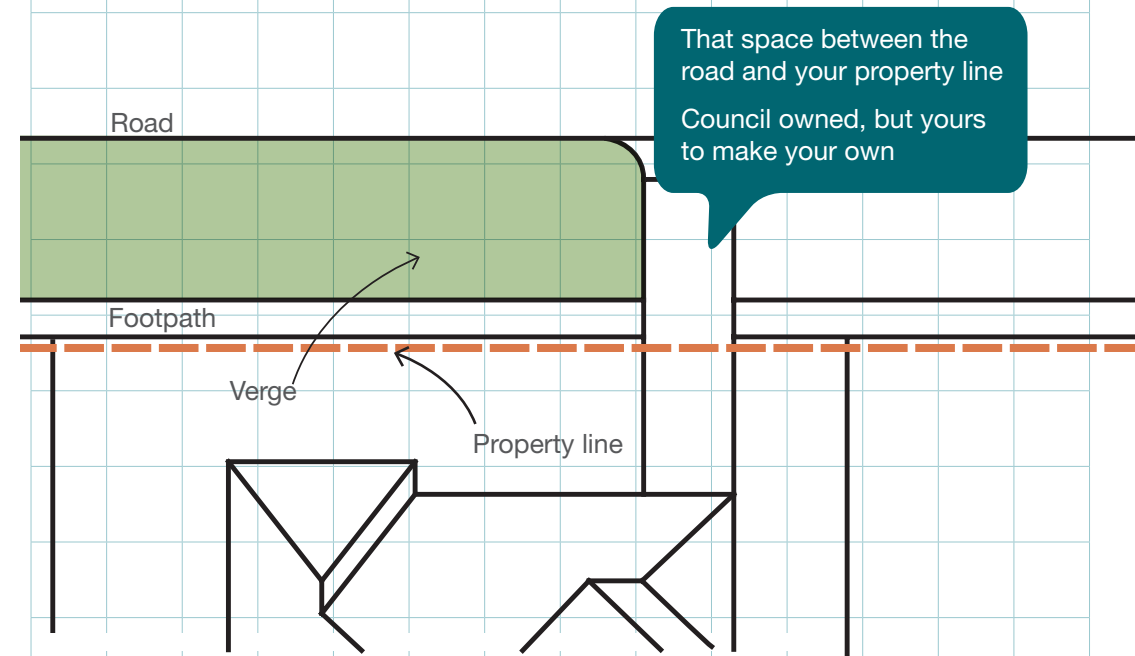 That space between the
road and your property line
Council owned, but yours
to make your own
Road
Footpath
Verge
Property line